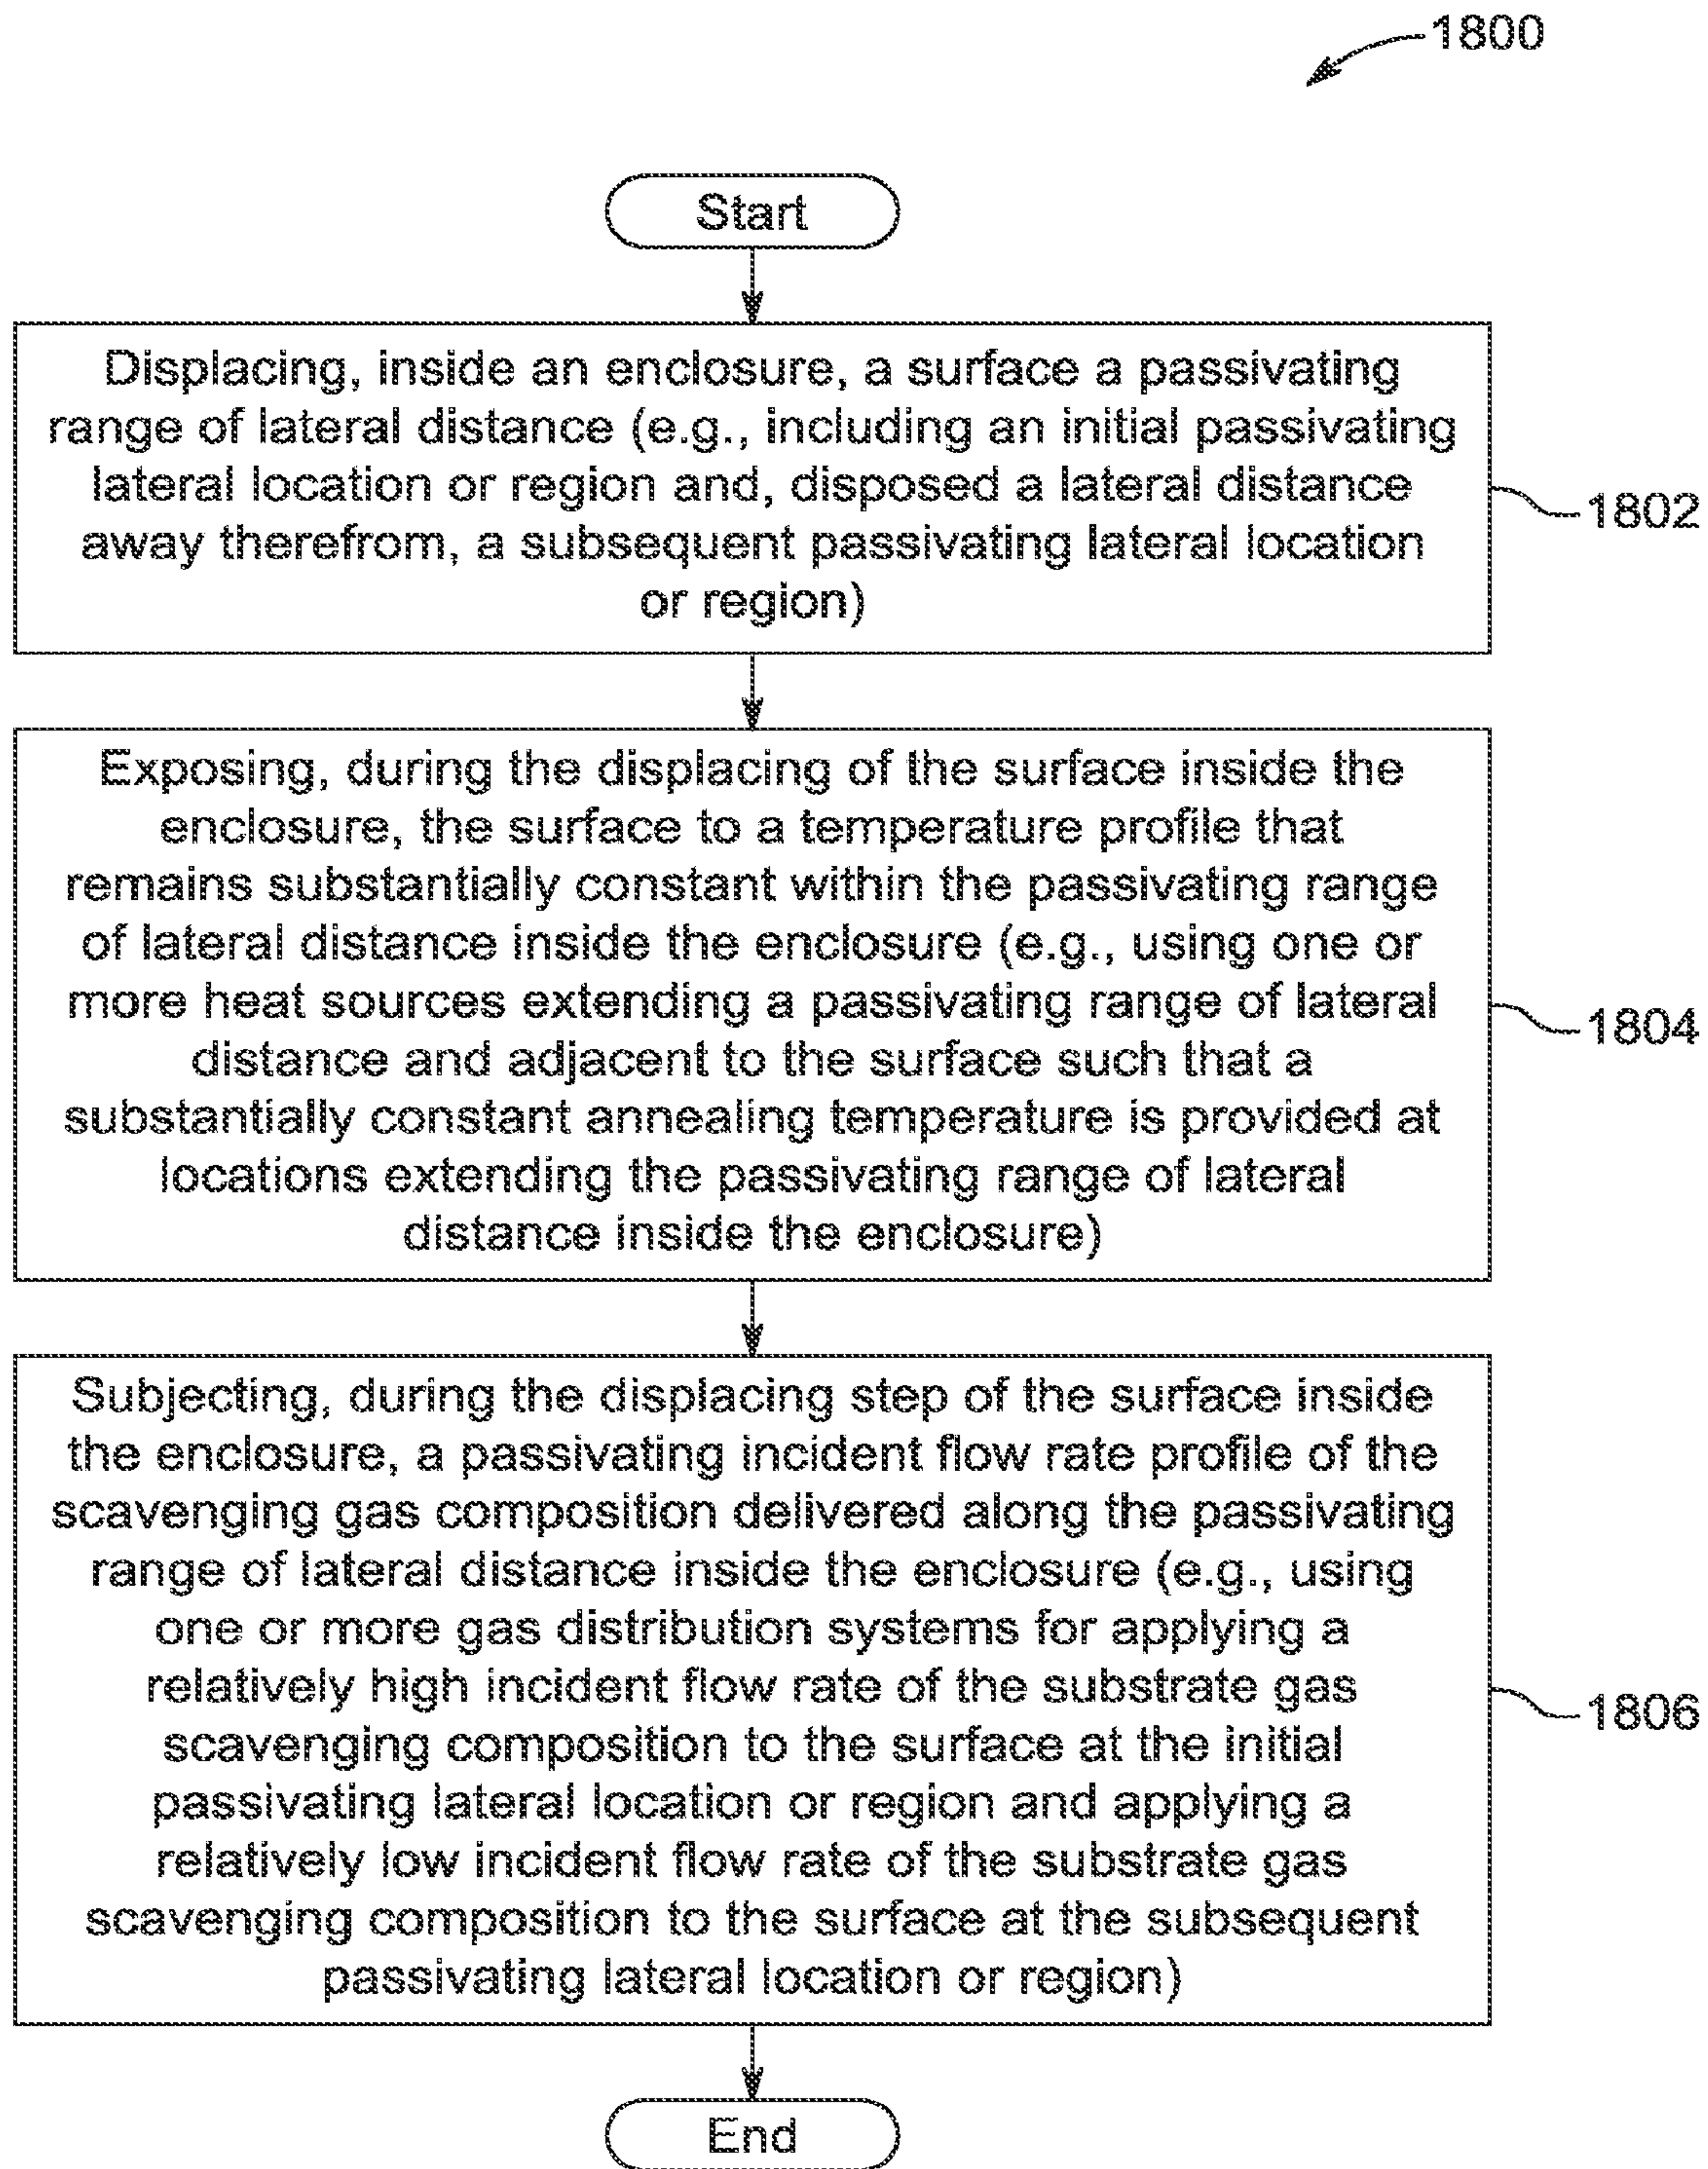 1800
Start
Displacing, inside an enclosure, a surface a passivating
range of lateral distance (e.g., including an initial passivating
lateral location or region and, disposed a lateral distance
away therefrom, a subsequent passivating lateral location
or region)
1802
Exposing, during the displacing of the surface inside the
enclosure, the surface to a temperature profile that
remains substantially constant within the passivating range
of lateral distance inside the enclosure (e.g., using one or
more heat sources extending a passivating range of lateral
distance and adjacent to the surface such that a
substantially constant annealing temperature is provided at
locations extending the passivating range of lateral
distance inside the enclosure)
1804
Subjecting, during the displacing step of the surface inside
the enclosure, a passivating incident flow rate profile of the
scavenging gas composition delivered along the passivating
range of lateral distance inside the enclosure (e.g., using
one or more gas distribution systems for applying a
relatively high incident flow rate of the substrate gas
scavenging composition to the surface at the initial
passivating lateral location or region and applying a
relatively low incident flow rate of the substrate gas
scavenging composition to the surface at the subsequent
passivating lateral location or region)
1806
End